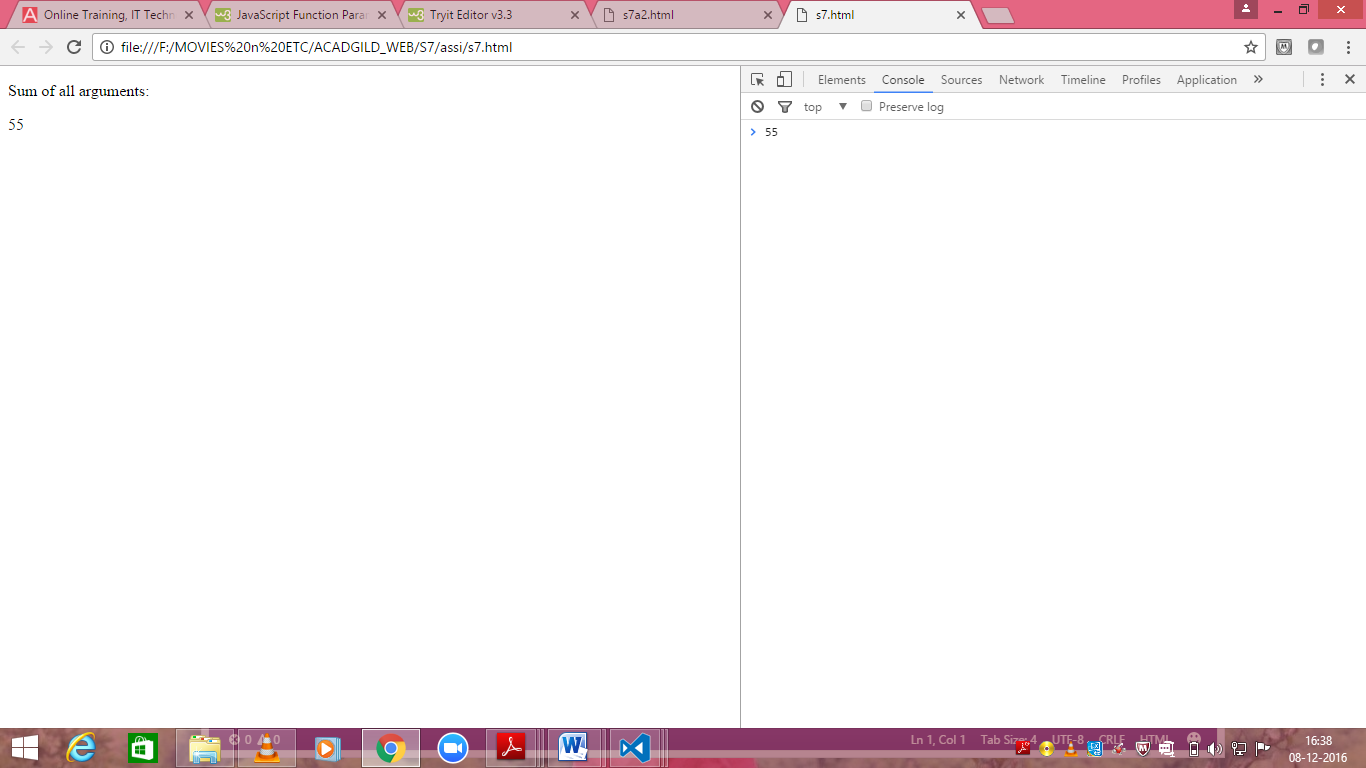 Online Training, IT Techn
JavaScript Function Para
Tryit Editor v3.3
s7a2.html
s7.html
file:///F:/MOVIES%20n%20ETC/ACADGILD_WEB/S7/assi/s7.html
Sum of all arguments:
55
Elements Console Sources Network Timeline Profiles Application »
top ▼ Preserve log
> 55
0 0 Ln 1, Col 1 Tab Size: 4 UTF-8 CRLF HTML
16:38
08-12-2016